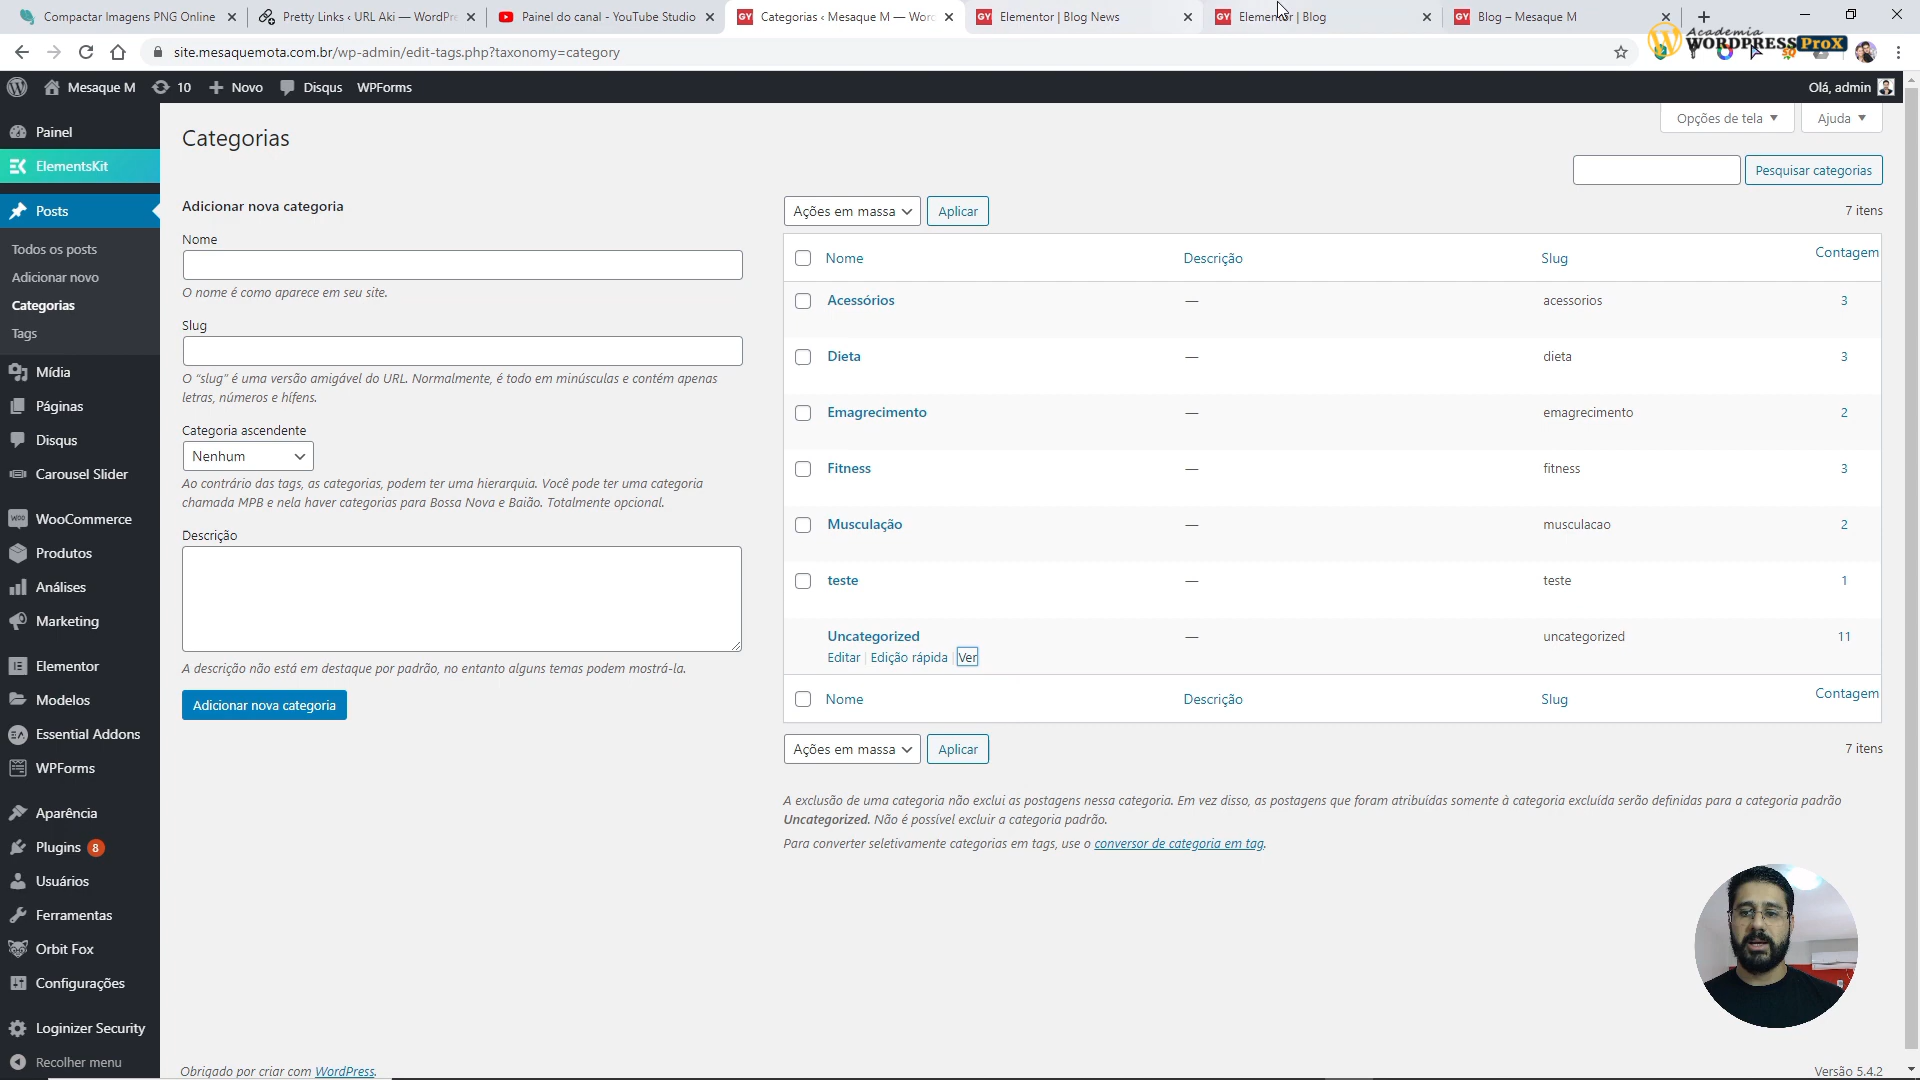 Compactar Imagens PNG Online
Pretty Links ‹ URL Aki — WordPre
Painel do canal - YouTube Studio
Categorias ‹ Mesaque M — Word
Elementor | Blog News
Elementor | Blog
Blog – Mesaque M
site.mesaquemota.com.br/wp-admin/edit-tags.php?taxonomy=category
Academia
WORDPRESS ProX
Mesaque M
10
Novo
Disqus
WPForms
Olá, admin
Painel
ElementsKit
Posts
Todos os posts
Adicionar novo
Categorias
Tags
Mídia
Páginas
Disqus
Carousel Slider
WooCommerce
Produtos
Análises
Marketing
Elementor
Modelos
Essential Addons
WPForms
Aparência
Plugins 8
Usuários
Ferramentas
Orbit Fox
Configurações
Loginizer Security
Recolher menu
Categorias
Opções de tela
Ajuda
Pesquisar categorias
Adicionar nova categoria
Nome
O nome é como aparece em seu site.
Slug
O “slug” é uma versão amigável do URL. Normalmente, é todo em minúsculas e contém apenas
letras, números e hífens.
Categoria ascendente
Nenhum
Ao contrário das tags, as categorias, podem ter uma hierarquia. Você pode ter uma categoria
chamada MPB e nela haver categorias para Bossa Nova e Baião. Totalmente opcional.
Descrição
A descrição não está em destaque por padrão, no entanto alguns temas podem mostrá-la.
Adicionar nova categoria
Ações em massa
Aplicar
7 itens
Nome Descrição Slug Contagem
Acessórios — acessorios 3
Dieta — dieta 3
Emagrecimento — emagrecimento 2
Fitness — fitness 3
Musculação — musculacao 2
teste — teste 1
Uncategorized — uncategorized 11
Editar | Edição rápida | Ver
Nome Descrição Slug Contagem
Ações em massa
Aplicar
7 itens
A exclusão de uma categoria não exclui as postagens nessa categoria. Em vez disso, as postagens que foram atribuídas somente à categoria excluída serão definidas para a categoria padrão
Uncategorized. Não é possível excluir a categoria padrão.
Para converter seletivamente categorias em tags, use o conversor de categoria em tag.
Obrigado por criar com WordPress.
Versão 5.4.2